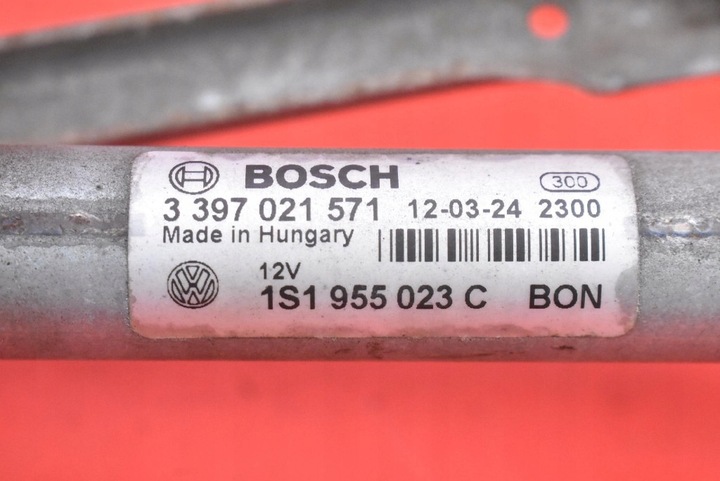 BOSCH 300
3 397 021 571 12-03-24 2300
Made in Hungary
12V
1S1 955 023 C BON